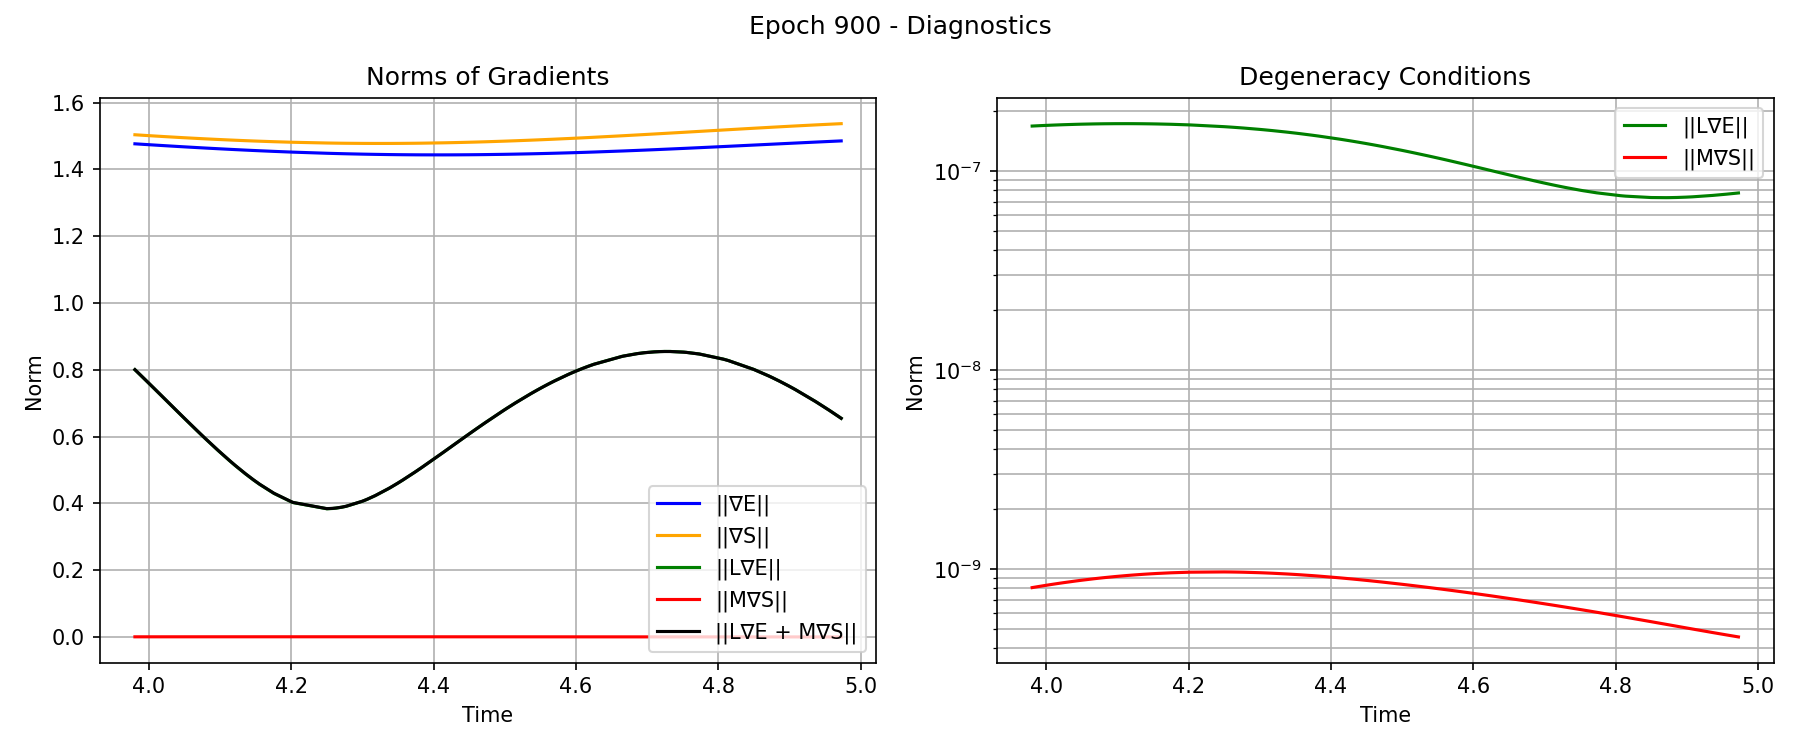 Epoch 900 - Diagnostics
Norms of Gradients
1.6
1.4
1.2
1.0
0.8
0.6
0.4
0.2
0.0
Norm
4.0 4.2 4.4 4.6 4.8 5.0
Time
||∇E||
||∇S||
||L∇E||
||M∇S||
||L∇E + M∇S||
Degeneracy Conditions
10⁻⁷
10⁻⁸
10⁻⁹
Norm
4.0 4.2 4.4 4.6 4.8 5.0
Time
||L∇E||
||M∇S||